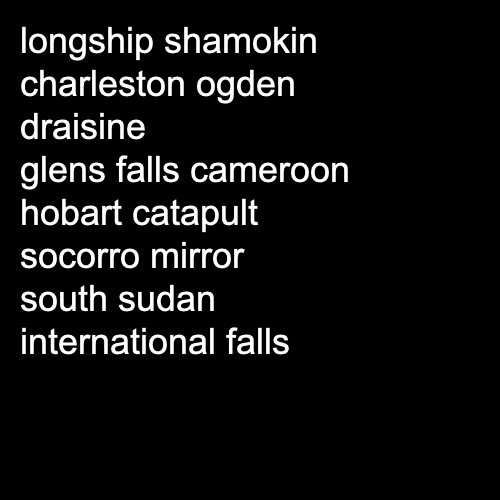 longship shamokin
charleston ogden
draisine
glens falls cameroon
hobart catapult
socorro mirror
south sudan
international falls